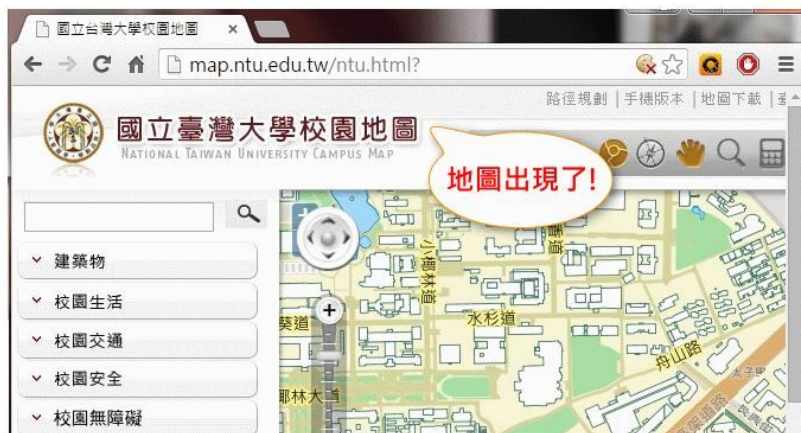 國立台灣大學校園地圖
map.ntu.edu.tw/ntu.html?
路徑規劃 | 手機版本 | 地圖下載 |
國立臺灣大學校園地圖
NATIONAL TAIWAN UNIVERSITY CAMPUS MAP
地圖出現了!
建築物
校園生活
校園交通
校園安全
校園無障礙
小椰林道
水杉道
舟山路
椰林大道